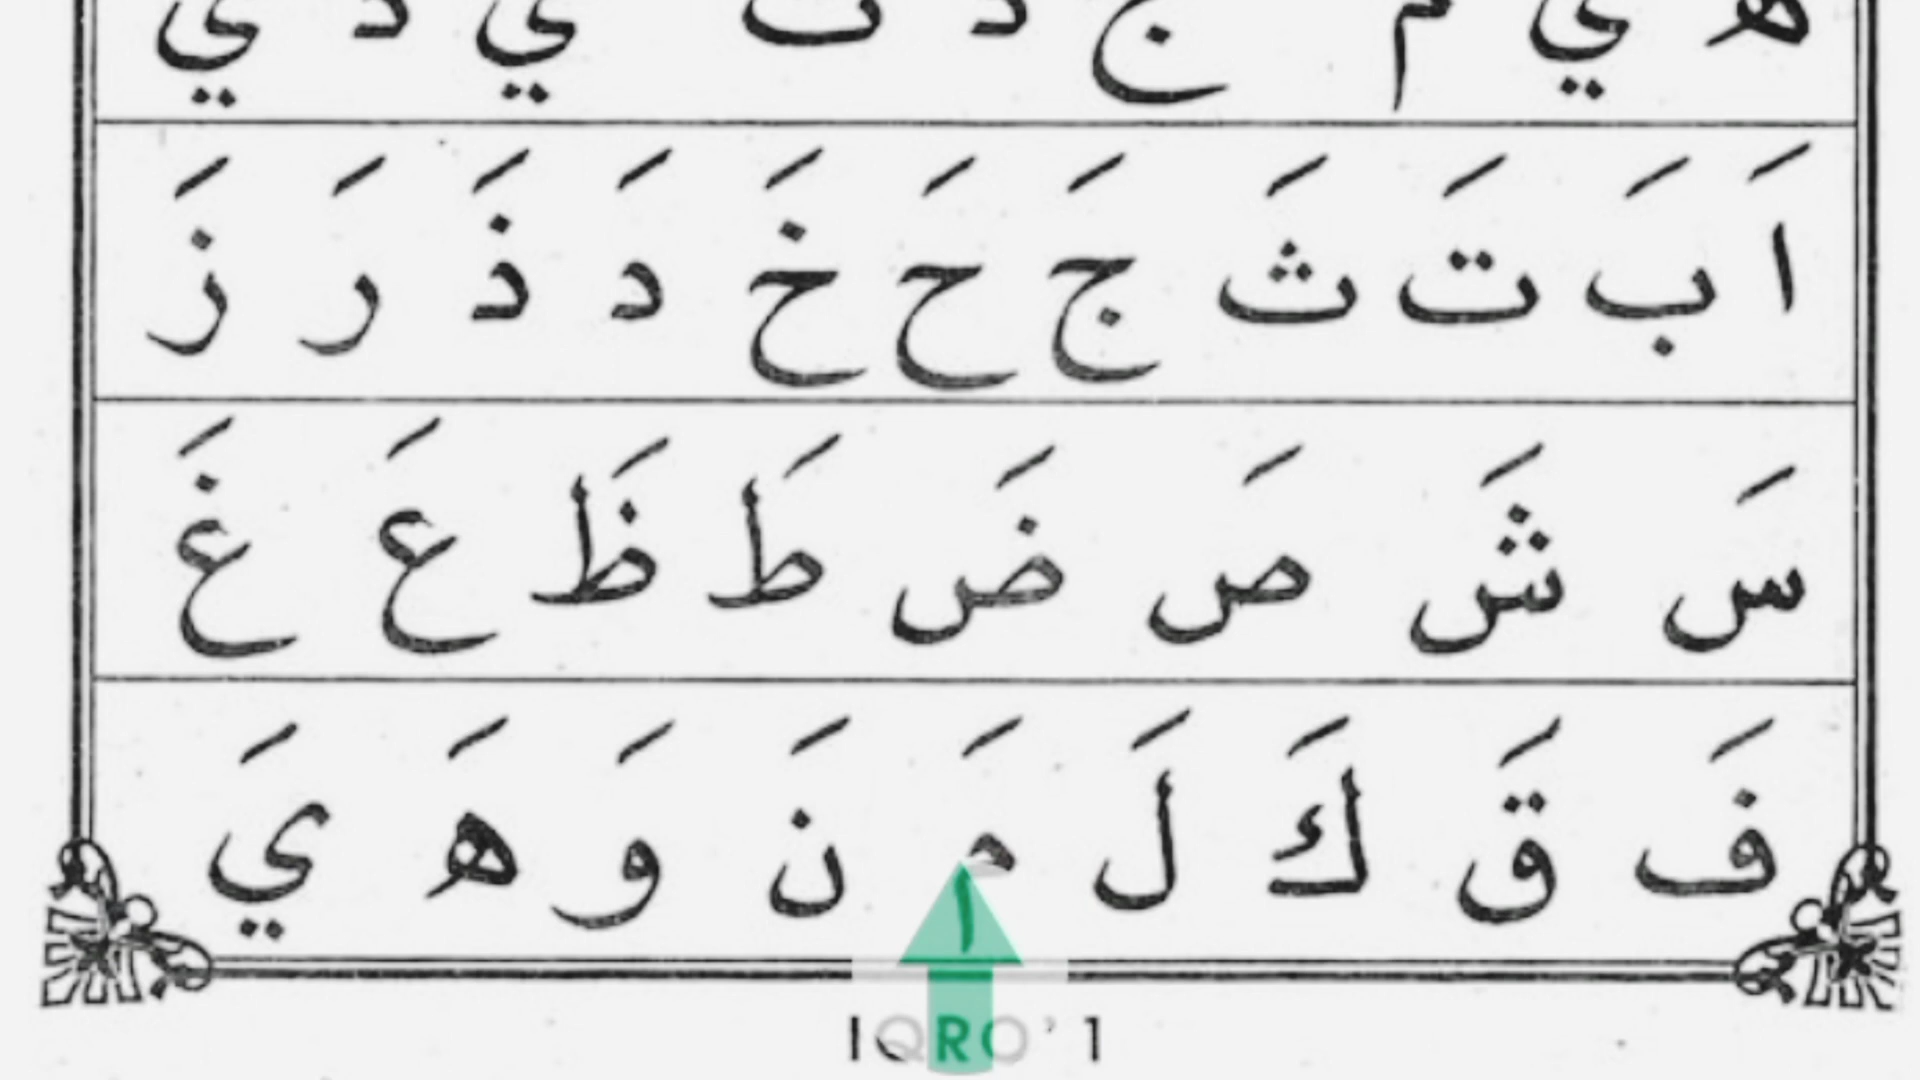 اَ بَ تَ ثَ جَ حَ خَ دَ ذَ رَ زَ
سَ شَ صَ ضَ طَ ظَ عَ غَ
فَ قَ كَ لَ مَ نَ وَ هَ يَ
IQRO' 1